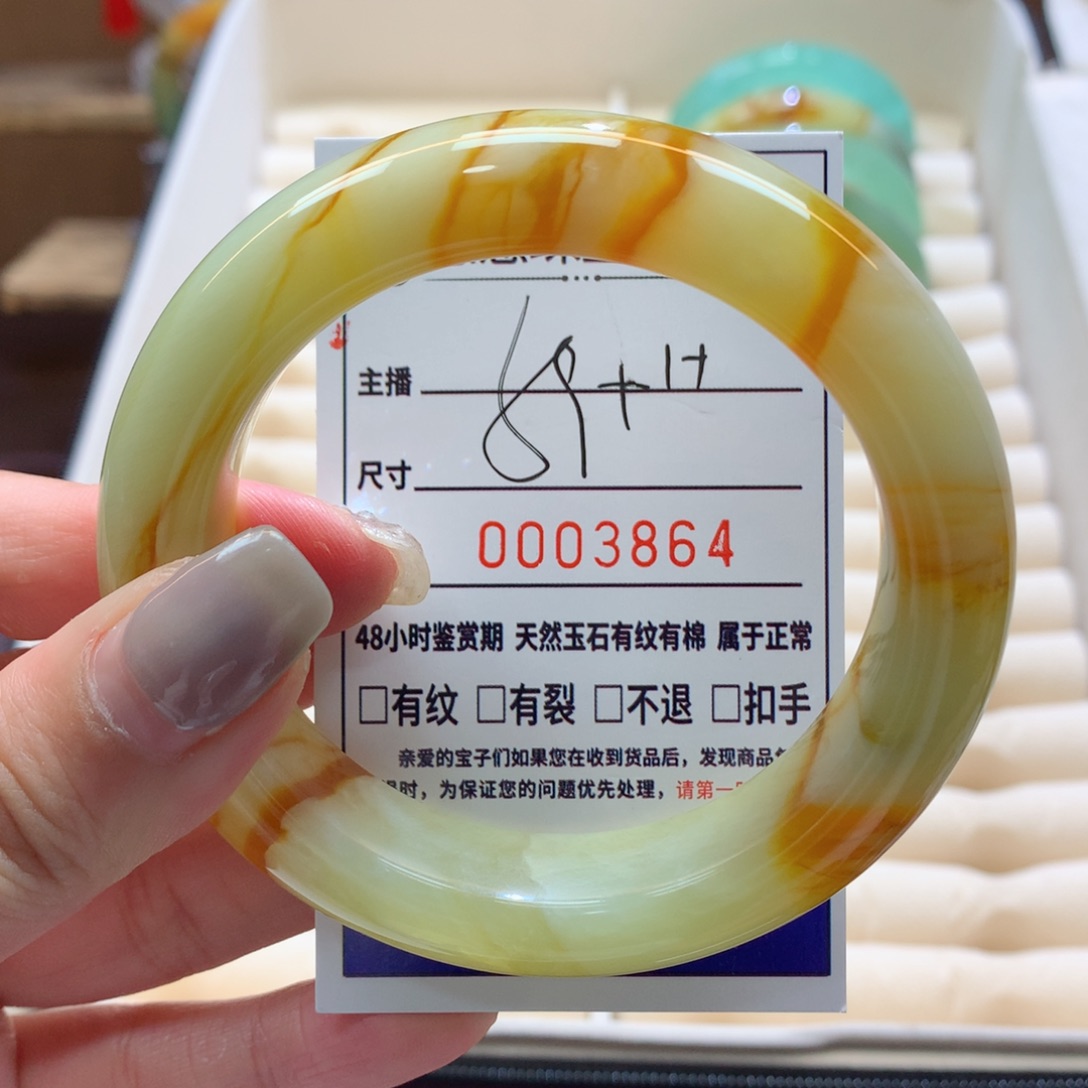 主播
59+17
尺寸
0003864
48小时鉴赏期 天然玉石有纹有棉 属于正常
□有纹 □有裂 □不退 □扣手
亲爱的宝子们如果您在收到货品后，发现商品
时，为保证您的问题优先处理，请第一